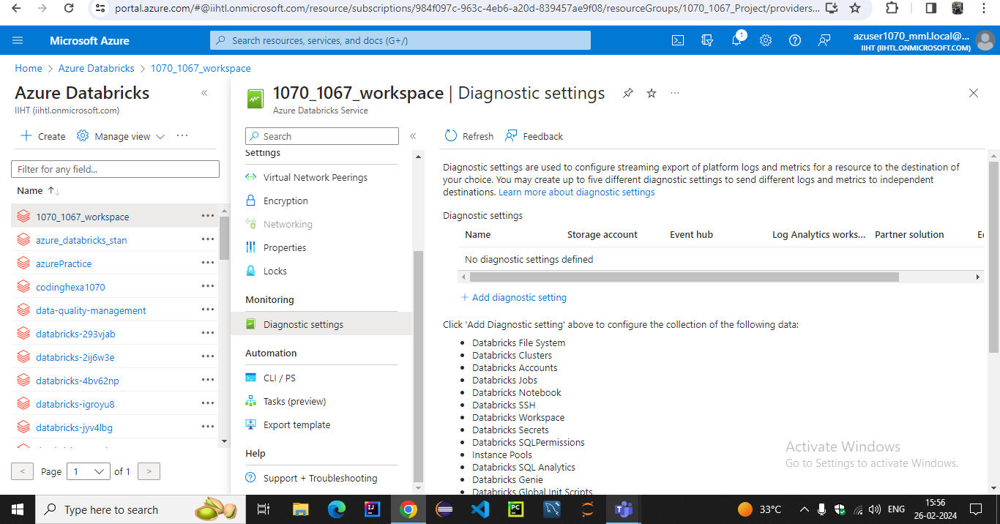 portal.azure.com/#@iihtl.onmicrosoft.com/resource/subscriptions/984f097c-963c-4eb6-a20d-839457ae9f08/resourceGroups/1070_1067_Project/providers...
Microsoft Azure
Search resources, services, and docs (G+/)
1
azuser1070_mml.local@...
IIHT (IIHTL.ONMICROSOFT.COM)
Home > Azure Databricks > 1070_1067_workspace
Azure Databricks
IIHT (iihtl.onmicrosoft.com)
«
+ Create
Manage view
...
Filter for any field...
Name ↑↓
1070_1067_workspace ...
azure_databricks_stan ...
azurePractice ...
codinghexa1070 ...
data-quality-management ...
databricks-293vjab ...
databricks-2ij6w3e ...
databricks-4bv62np ...
databricks-igroyu8 ...
databricks-jyv4lbg ...
< Page 1 of 1 >
1070_1067_workspace | Diagnostic settings
...
Azure Databricks Service
Search
«
Settings
Virtual Network Peerings
Encryption
Networking
Properties
Locks
Monitoring
Diagnostic settings
Automation
CLI / PS
Tasks (preview)
Export template
Help
Support + Troubleshooting
Refresh
Feedback
Diagnostic settings are used to configure streaming export of platform logs and metrics for a resource to the destination of
your choice. You may create up to five different diagnostic settings to send different logs and metrics to independent
destinations. Learn more about diagnostic settings
Diagnostic settings
Name Storage account Event hub Log Analytics works... Partner solution
No diagnostic settings defined
+ Add diagnostic setting
Click 'Add Diagnostic setting' above to configure the collection of the following data:
• Databricks File System
• Databricks Clusters
• Databricks Accounts
• Databricks Jobs
• Databricks Notebook
• Databricks SSH
• Databricks Workspace
• Databricks Secrets
• Databricks SQLPermissions
• Instance Pools
• Databricks SQL Analytics
• Databricks Genie
• Databricks Global Init Scripts
Activate Windows
Go to Settings to activate Windows.
Type here to search
33°C
ENG
15:56
26-02-2024